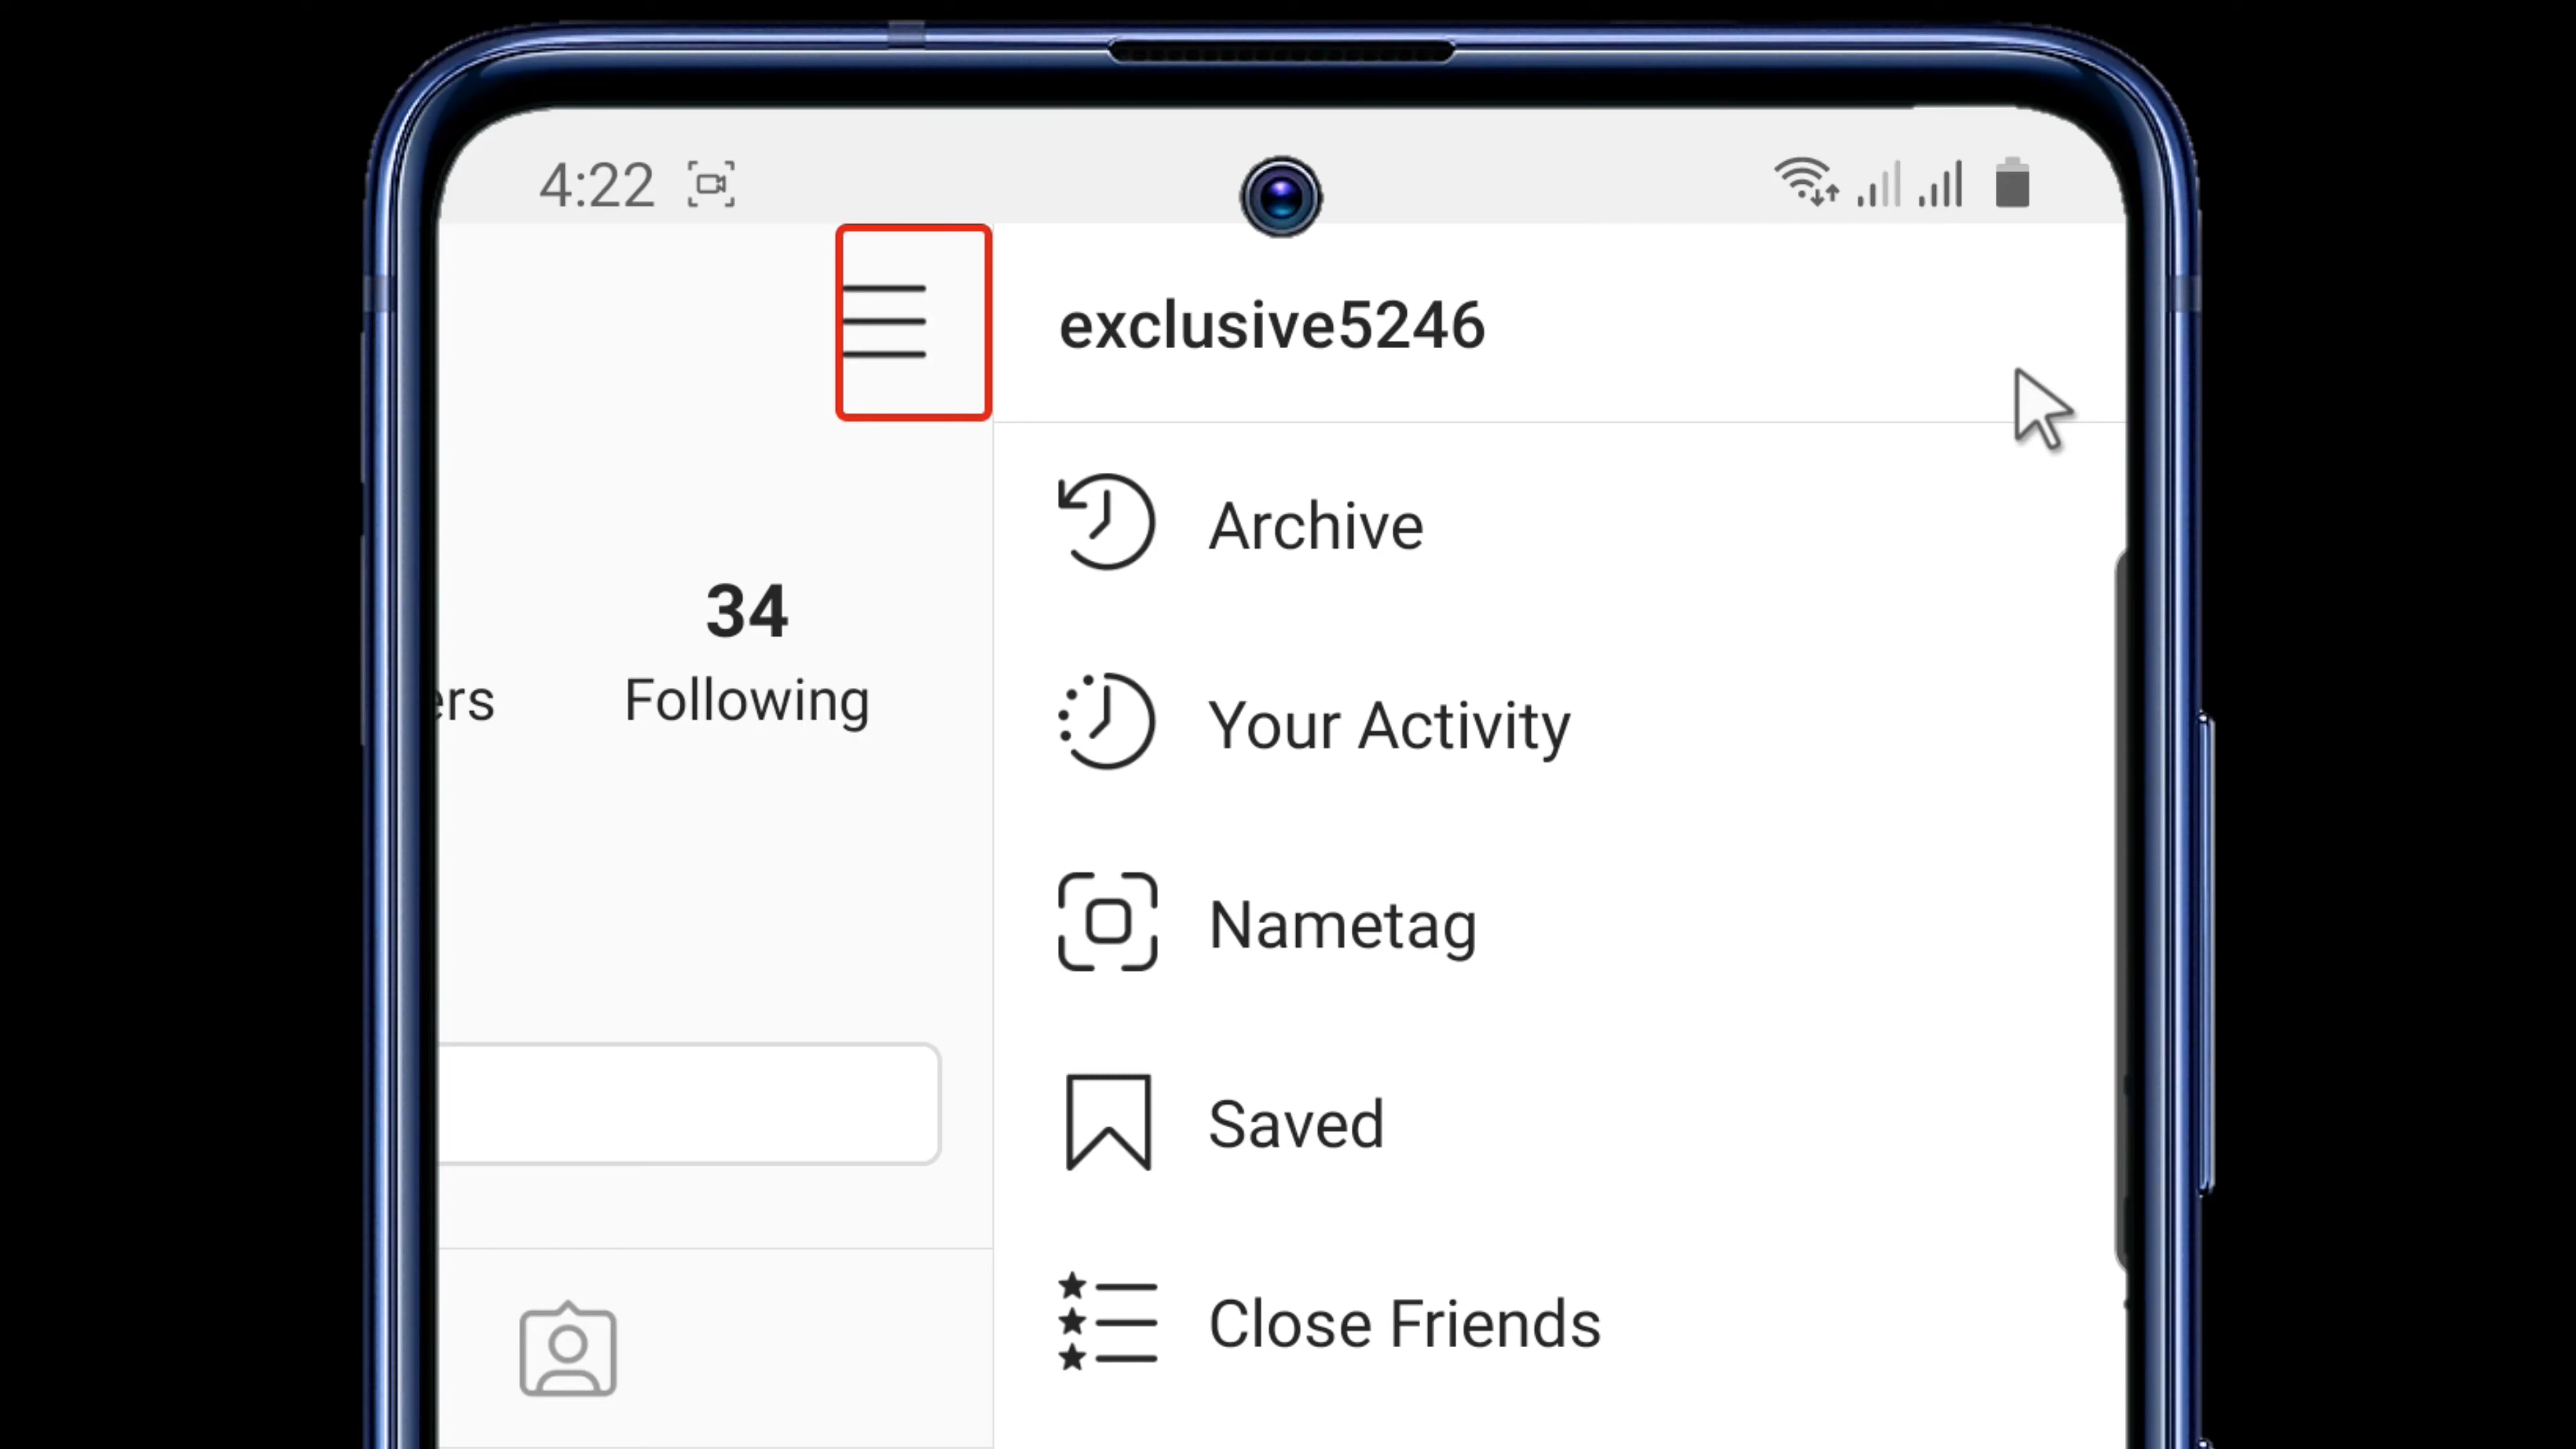 4:22
exclusive5246
Archive
34
ers
Following
Your Activity
Nametag
Saved
Close Friends